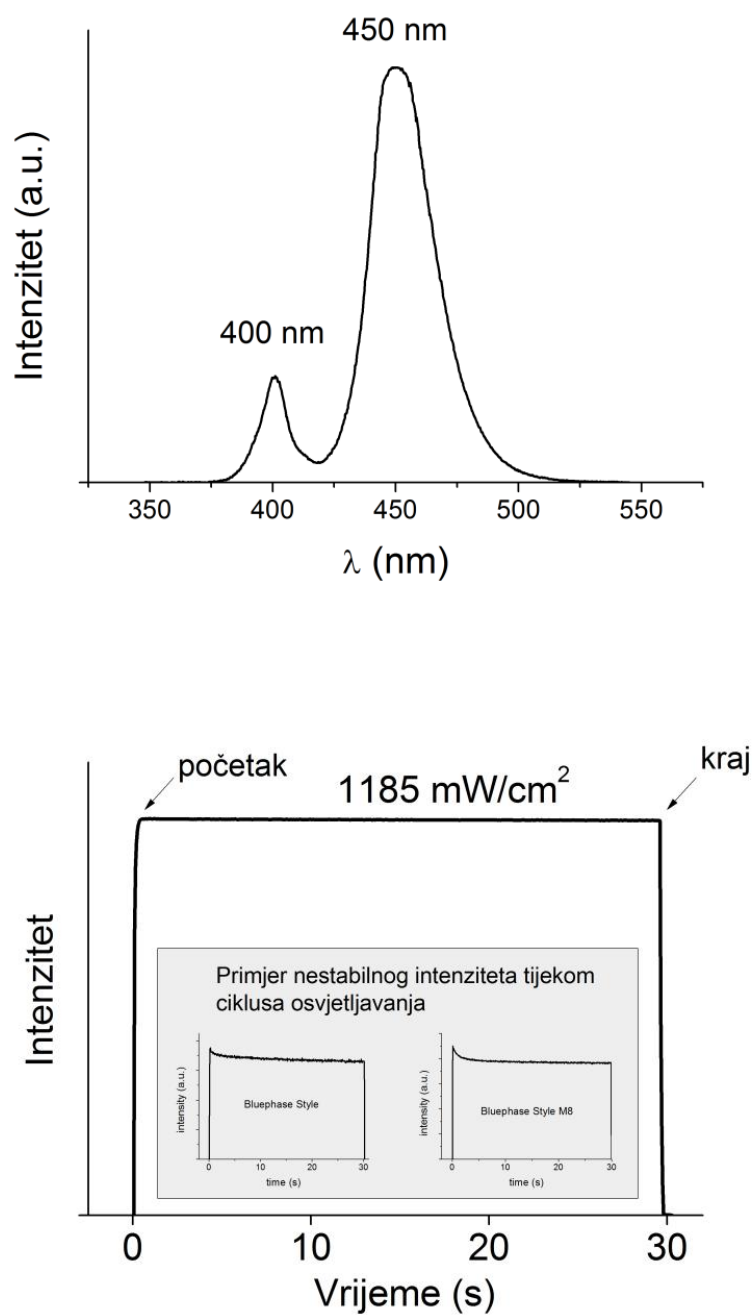 450 nm
400 nm
Intenzitet (a.u.)
350 400 450 500 550
λ (nm)
početak
kraj
1185 mW/cm²
Intenzitet
Primjer nestabilnog intenziteta tijekom
ciklusa osvjetljavanja
intensity (a.u.)
Bluephase Style
0 10 20 30
time (s)
intensity (a.u.)
Bluephase Style M8
0 10 20 30
time (s)
0 10 20 30
Vrijeme (s)